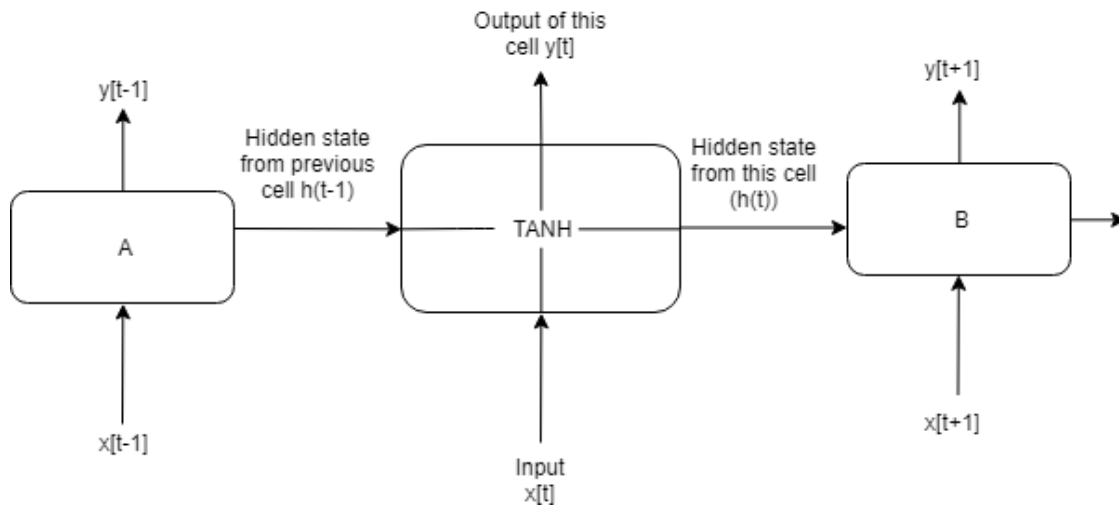 Output of this
cell y[t]
y[t-1]
y[t+1]
Hidden state
from previous
cell h(t-1)
Hidden state
from this cell
(h(t))
A
TANH
B
x[t-1]
x[t+1]
Input
x[t]